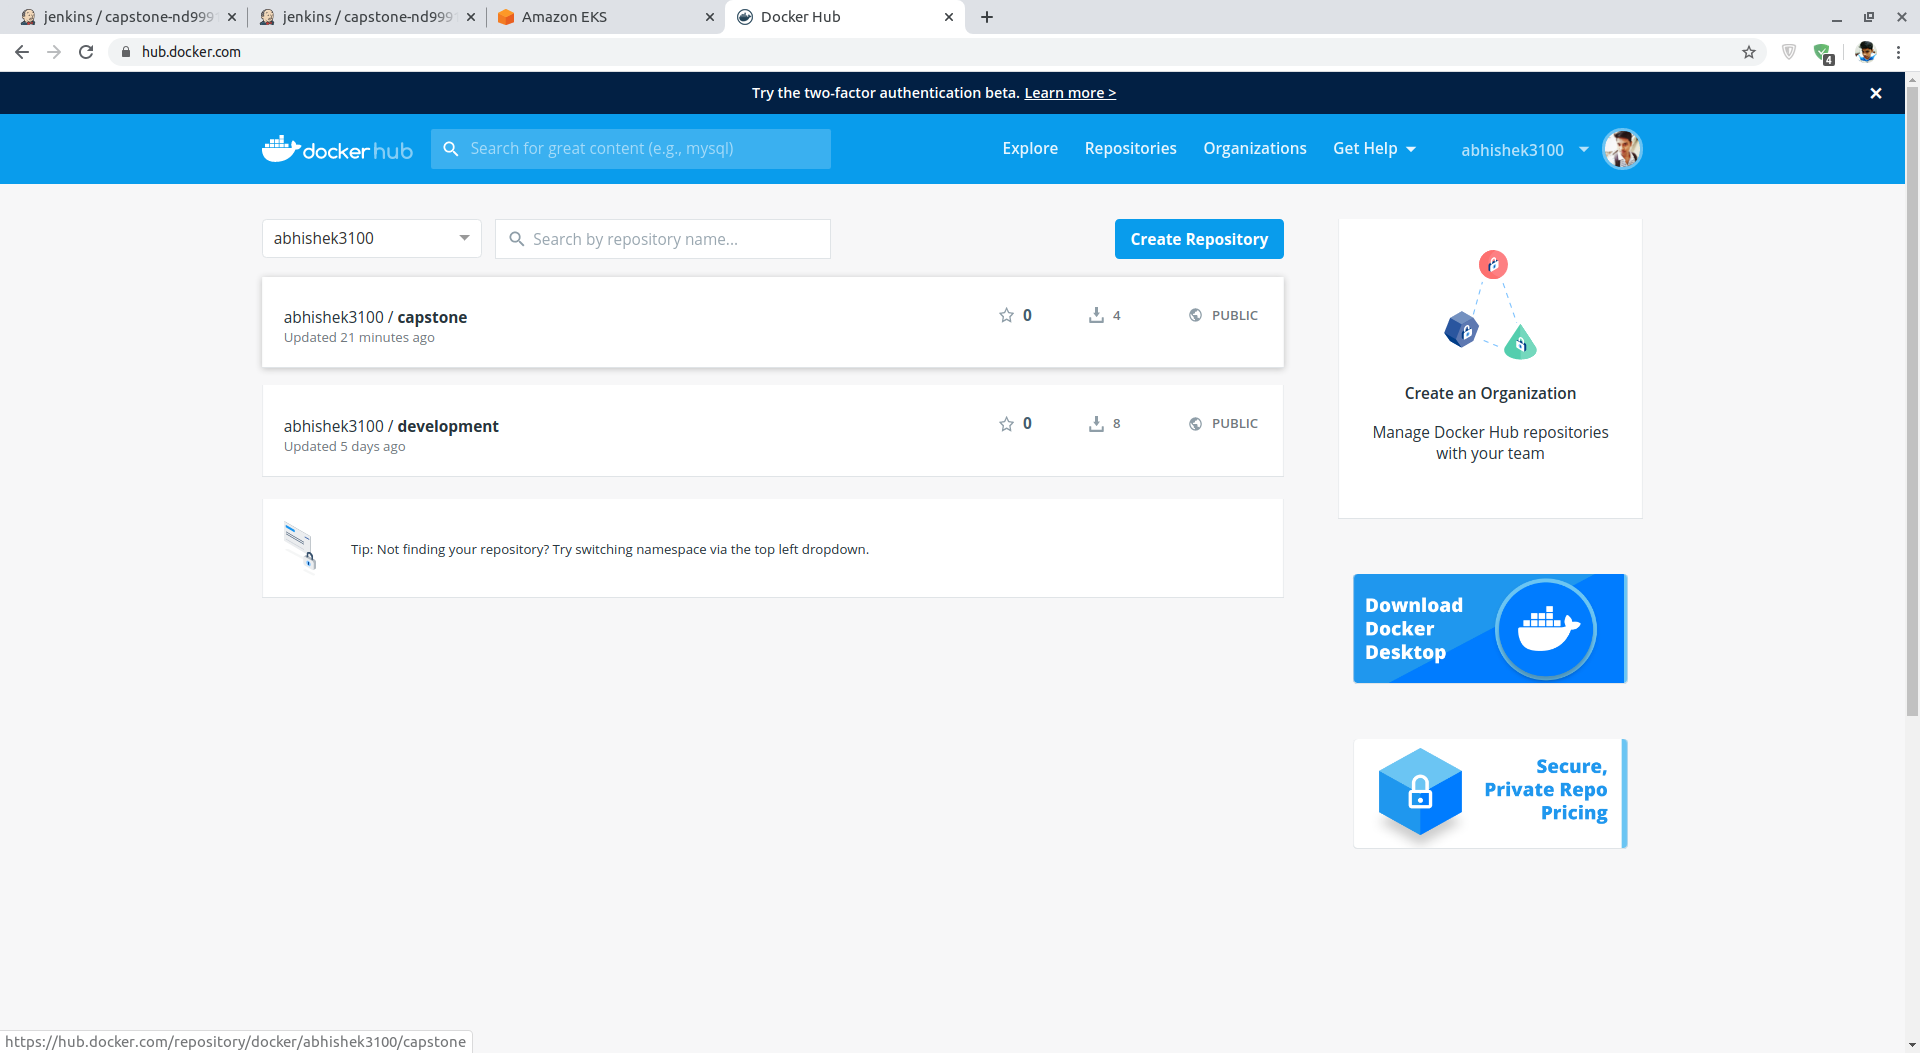 jenkins / capstone-nd999
jenkins / capstone-nd999
Amazon EKS
Docker Hub
hub.docker.com
4
Try the two-factor authentication beta. Learn more >
docker hub
Search for great content (e.g., mysql)
Explore
Repositories
Organizations
Get Help
abhishek3100
abhishek3100
Search by repository name...
Create Repository
abhishek3100 / capstone
Updated 21 minutes ago
0
4
PUBLIC
abhishek3100 / development
Updated 5 days ago
0
8
PUBLIC
Tip: Not finding your repository? Try switching namespace via the top left dropdown.
Create an Organization
Manage Docker Hub repositories
with your team
Download
Docker
Desktop
Secure,
Private Repo
Pricing
https://hub.docker.com/repository/docker/abhishek3100/capstone